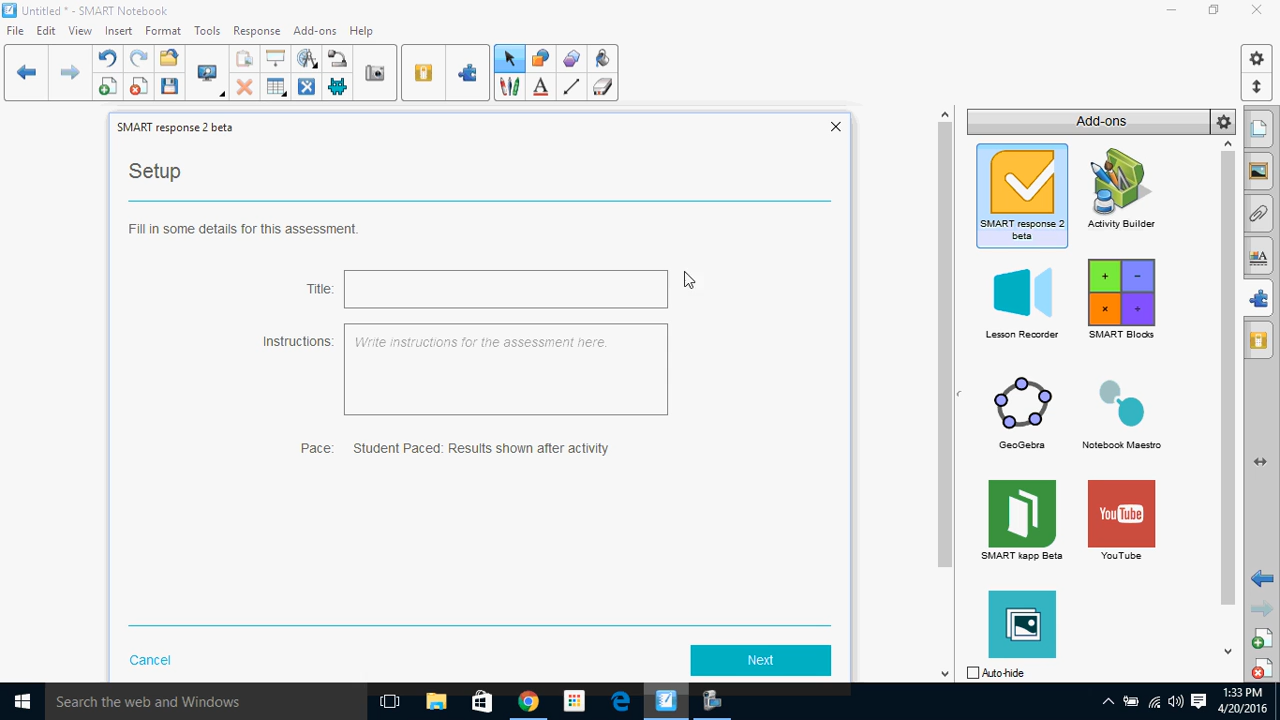 Untitled * - SMART Notebook
File Edit View Insert Format Tools Response Add-ons Help
SMART response 2 beta
Setup
Fill in some details for this assessment.
Title:
Instructions:
Write instructions for the assessment here.
Pace:
Student Paced: Results shown after activity
Cancel
Next
Add-ons
SMART response 2
beta
Activity Builder
Lesson Recorder
SMART Blocks
GeoGebra
Notebook Maestro
SMART kapp Beta
You Tube
YouTube
Auto-hide
Search the web and Windows
1:33 PM
4/20/2016